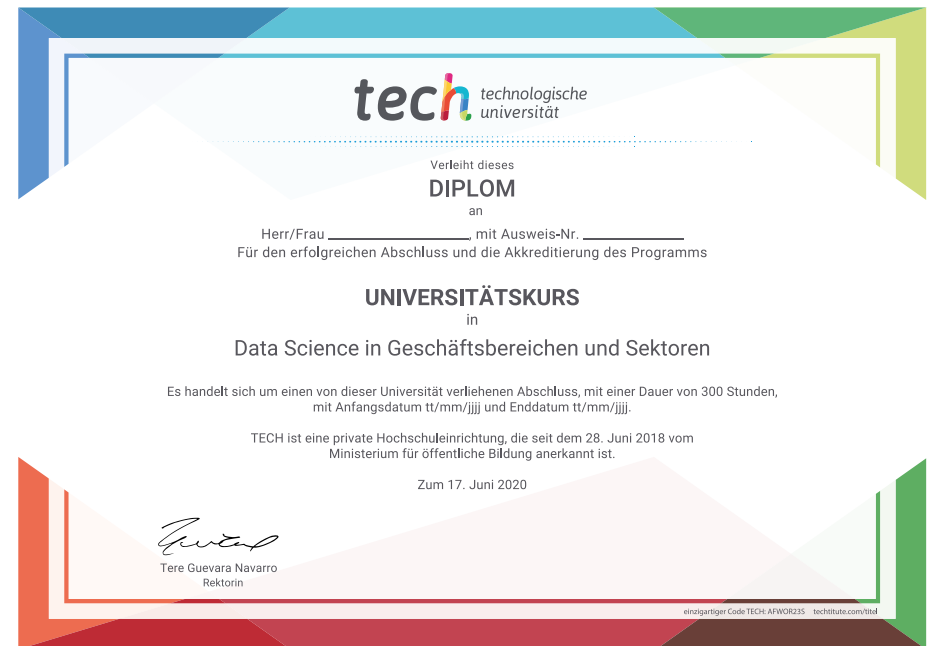 tech technologische
universität
Verleiht dieses
DIPLOM
an
Herr/Frau ____________________, mit Ausweis-Nr. ______________
Für den erfolgreichen Abschluss und die Akkreditierung des Programms
UNIVERSITÄTSKURS
in
Data Science in Geschäftsbereichen und Sektoren
Es handelt sich um einen von dieser Universität verliehenen Abschluss, mit einer Dauer von 300 Stunden,
mit Anfangsdatum tt/mm/jjjj und Enddatum tt/mm/jjjj.
TECH ist eine private Hochschuleinrichtung, die seit dem 28. Juni 2018 vom
Ministerium für öffentliche Bildung anerkannt ist.
Zum 17. Juni 2020
Tere Guevara Navarro
Rektorin
einzigartiger Code TECH: AFWOR23S techtitute.com/titel